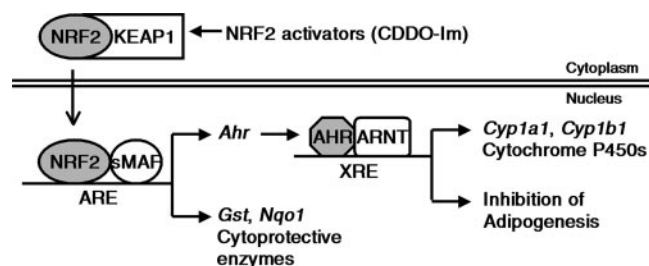 NRF2 KEAP1 NRF2 activators (CDDO-Im)
Cytoplasm
Nucleus
NRF2 sMAF
ARE
Ahr
AHR ARNT
XRE
Cyp1a1, Cyp1b1
Cytochrome P450s
Gst, Nqo1
Cytoprotective
enzymes
Inhibition of
Adipogenesis